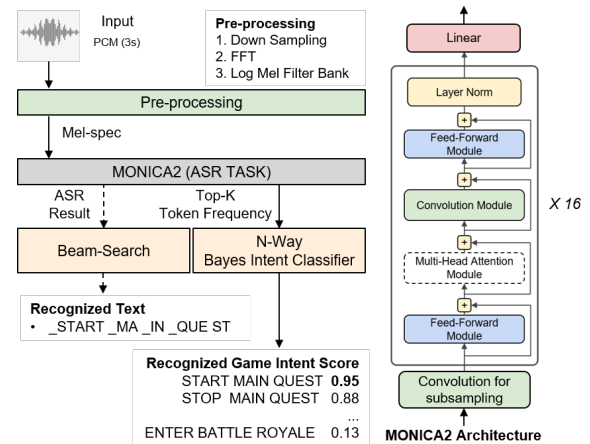 Input
PCM (3s)
Pre-processing
1. Down Sampling
2. FFT
3. Log Mel Filter Bank
Pre-processing
Mel-spec
MONICA2 (ASR TASK)
ASR
Result
Top-K
Token Frequency
Beam-Search
N-Way
Bayes Intent Classifier
Recognized Text
• _START _MA _IN _QUE ST
Recognized Game Intent Score
START MAIN QUEST 0.95
STOP MAIN QUEST 0.88
...
ENTER BATTLE ROYALE 0.13
Linear
Layer Norm
+
Feed-Forward
Module
+
Convolution Module
X 16
+
Multi-Head Attention
Module
+
Feed-Forward
Module
Convolution for
subsampling
MONICA2 Architecture